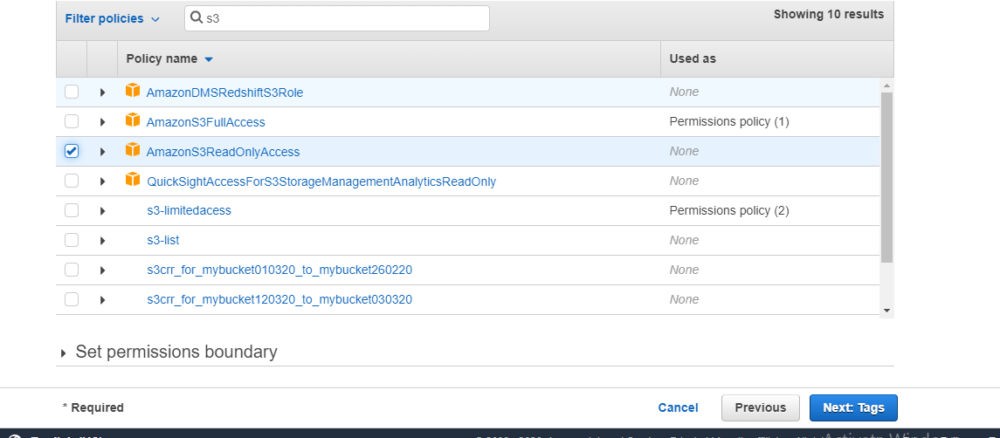 Filter policies
s3
Showing 10 results
Policy name
Used as
AmazonDMSRedshiftS3Role
None
AmazonS3FullAccess
Permissions policy (1)
AmazonS3ReadOnlyAccess
None
QuickSightAccessForS3StorageManagementAnalyticsReadOnly
None
s3-limitedacess
Permissions policy (2)
s3-list
None
s3crr_for_mybucket010320_to_mybucket260220
None
s3crr_for_mybucket120320_to_mybucket030320
None
Set permissions boundary
* Required
Cancel
Previous
Next: Tags